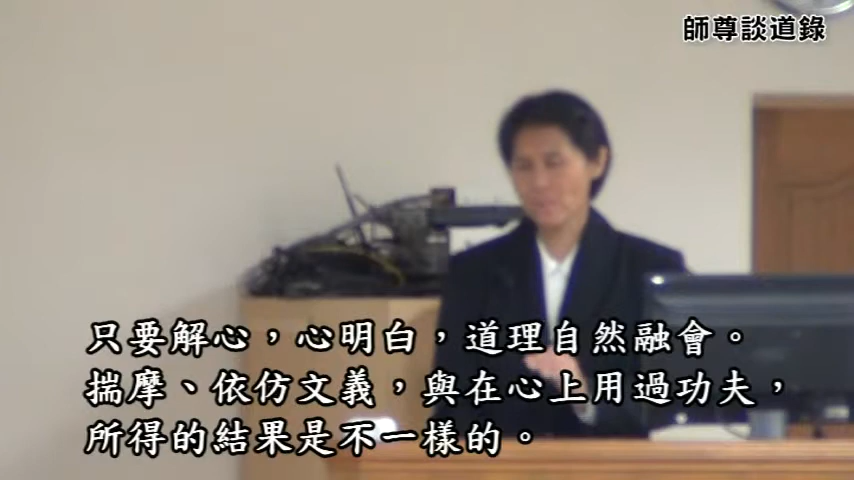 師尊談道錄
只要解心，心明白，道理自然融會。
揣摩、依仿文義，與在心上用過功夫，
所得的結果是不一樣的。